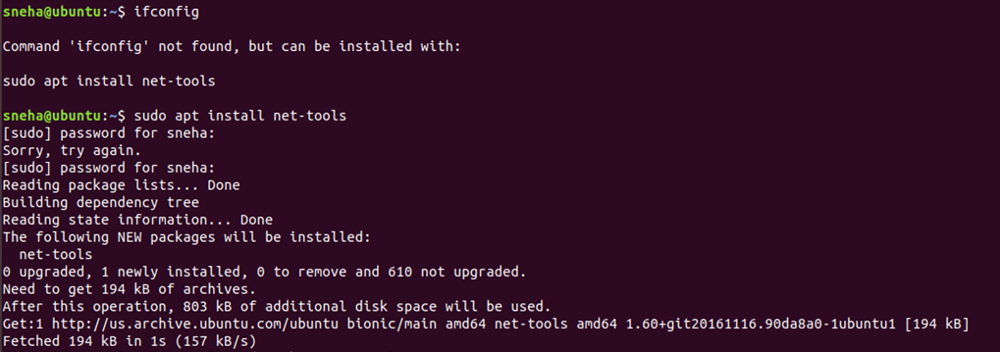 sneha@ubuntu:~$ ifconfig
Command 'ifconfig' not found, but can be installed with:
sudo apt install net-tools
sneha@ubuntu:~$ sudo apt install net-tools
[sudo] password for sneha:
Sorry, try again.
[sudo] password for sneha:
Reading package lists... Done
Building dependency tree
Reading state information... Done
The following NEW packages will be installed:
  net-tools
0 upgraded, 1 newly installed, 0 to remove and 610 not upgraded.
Need to get 194 kB of archives.
After this operation, 803 kB of additional disk space will be used.
Get:1 http://us.archive.ubuntu.com/ubuntu bionic/main amd64 net-tools amd64 1.60+git20161116.90da8a0-1ubuntu1 [194 kB]
Fetched 194 kB in 1s (157 kB/s)